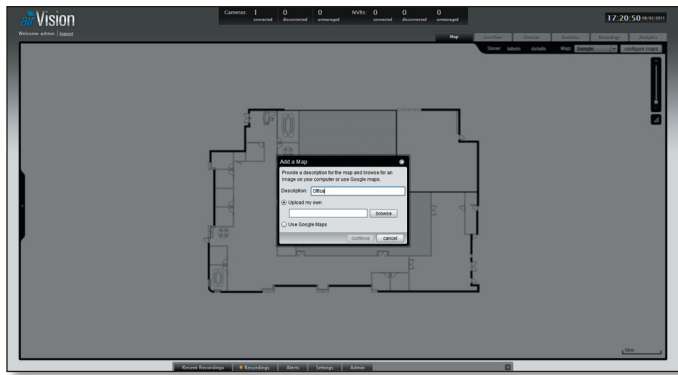 airVision
Cameras: 1 connected 0 disconnected 0 unmanaged NVRs: 0 connected 0 disconnected 0 unmanaged
17:20:50
Welcome admin | logout
Map Live View Devices Statistics Recordings Analytics
Show: labels details Map: Sample configure maps
Add a Map
Provide a description for the map and browse for an
image on your computer or use Google maps.
Description: Office
Upload my own
browse
Use Google Maps
continue cancel
Recent Recordings Recordings Alerts Settings Admin